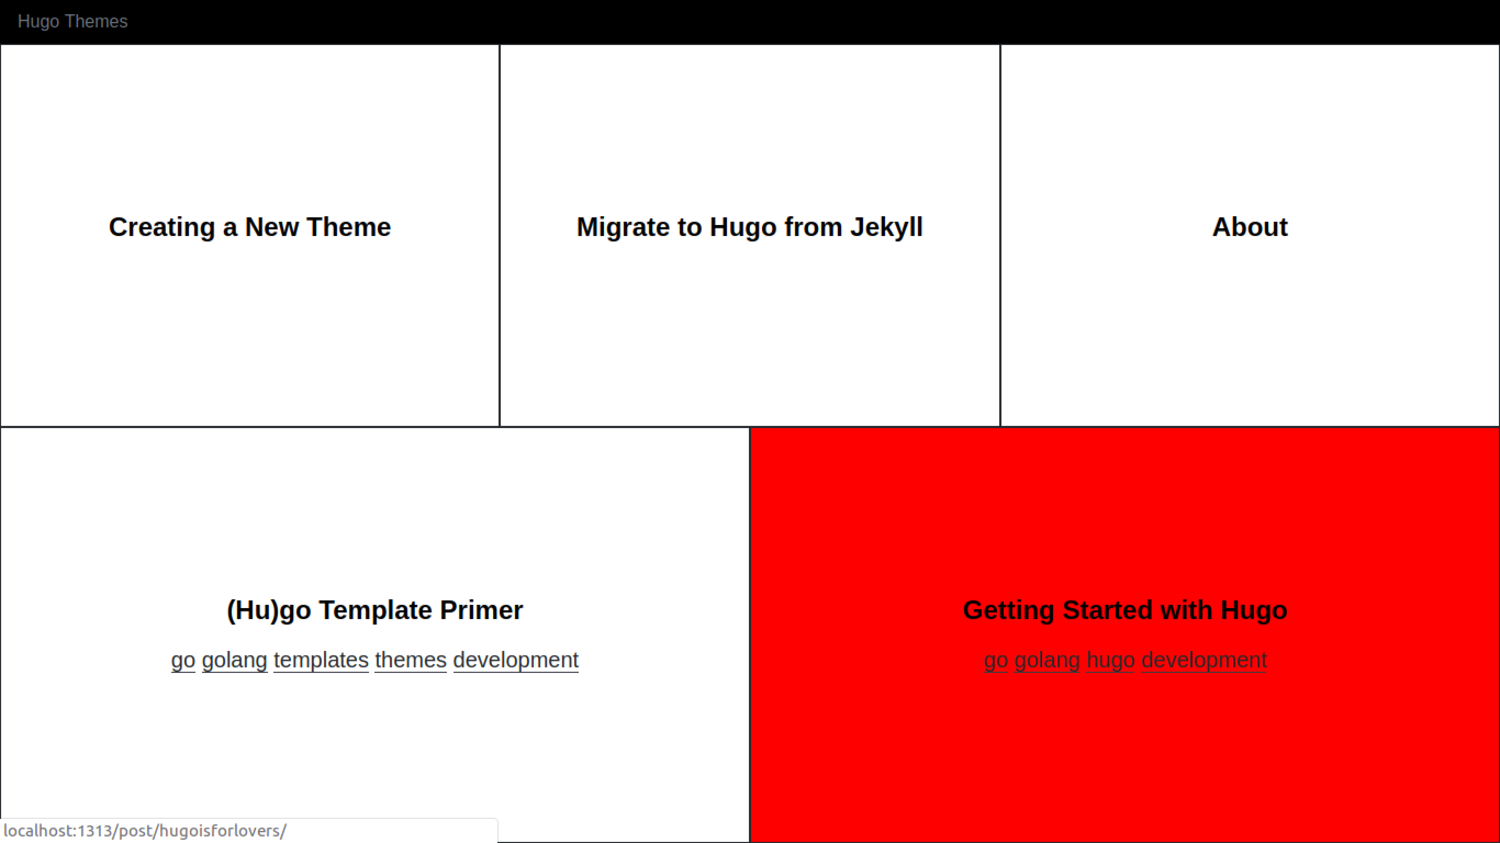 Hugo Themes
Creating a New Theme
Migrate to Hugo from Jekyll
About
(Hu)go Template Primer
go golang templates themes development
Getting Started with Hugo
go golang hugo development
localhost:1313/post/hugoisforlovers/